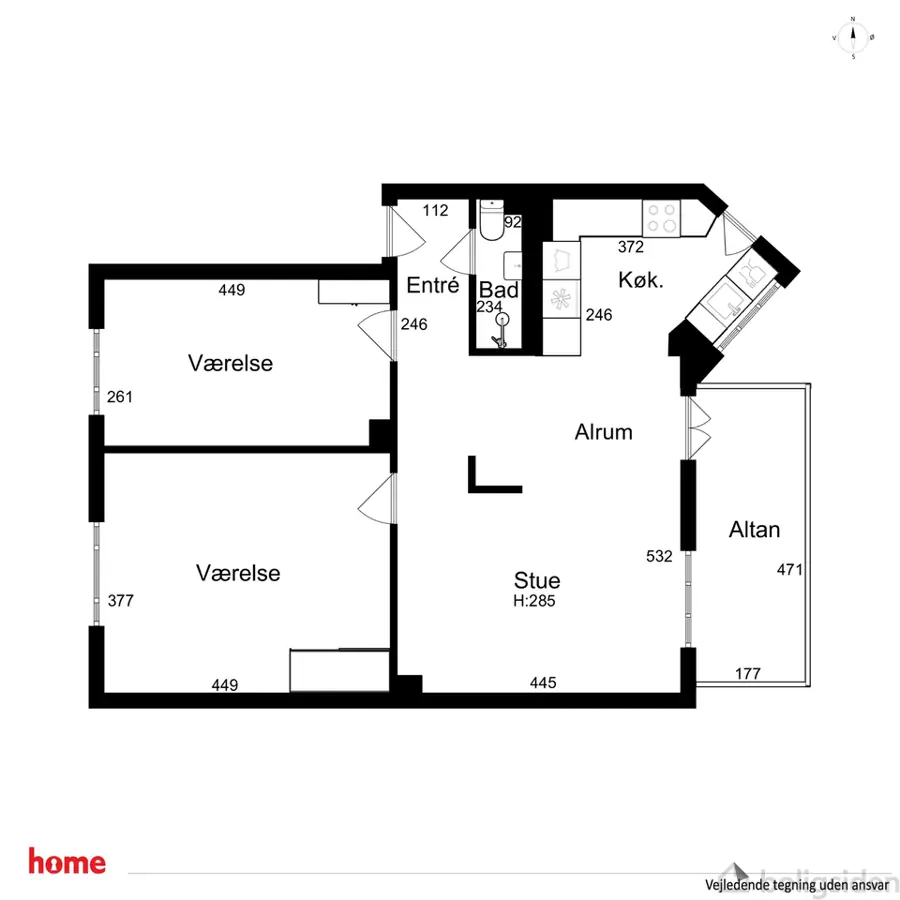 N
V Ø
S
112
92
372
449
Entré
Bad
234
Køk.
246
246
Værelse
261
Alrum
Altan
532
471
Værelse
Stue
H:285
377
177
449
445
home
boligsiden
Vejledende tegning uden ansvar